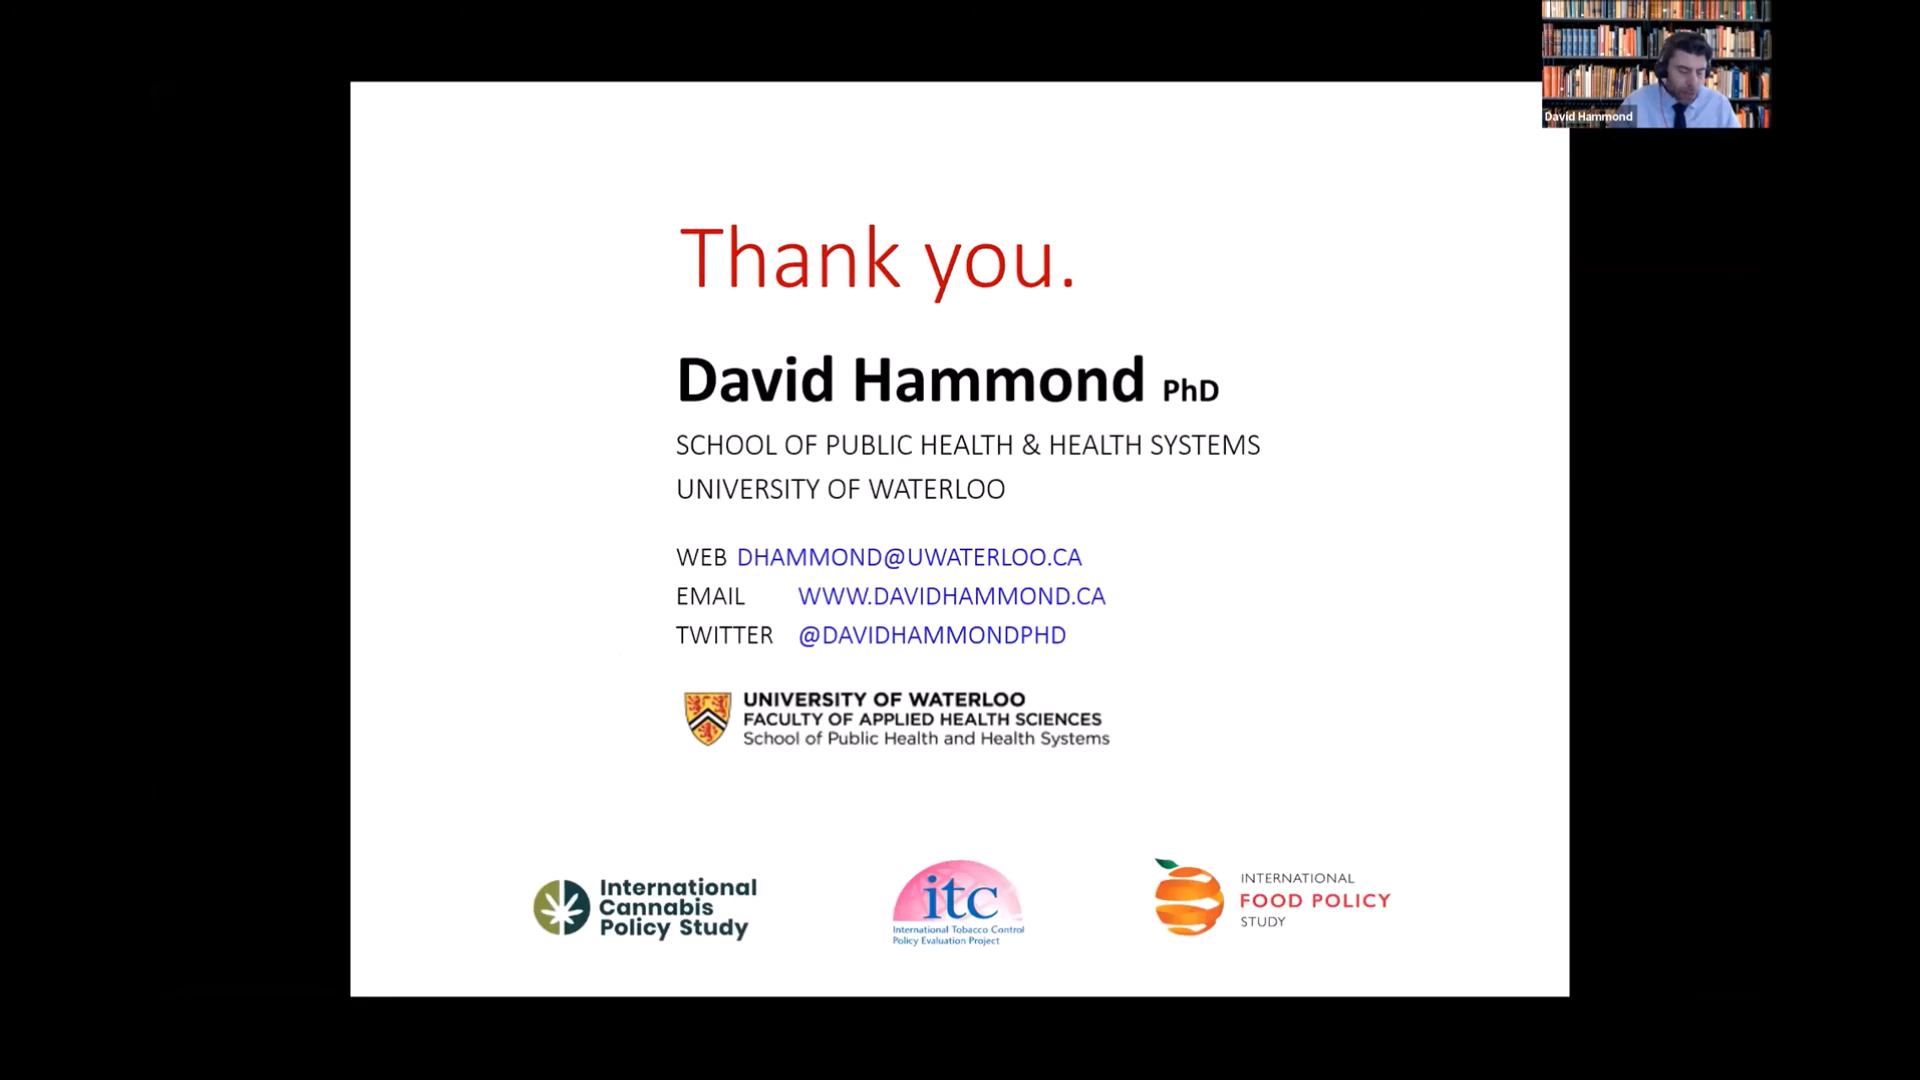 David Hammond
Thank you.
David Hammond PhD
SCHOOL OF PUBLIC HEALTH & HEALTH SYSTEMS
UNIVERSITY OF WATERLOO
WEB DHAMMOND@UWATERLOO.CA
EMAIL WWW.DAVIDHAMMOND.CA
TWITTER @DAVIDHAMMONDPHD
UNIVERSITY OF WATERLOO
FACULTY OF APPLIED HEALTH SCIENCES
School of Public Health and Health Systems
International
Cannabis
Policy Study
itc
International Tobacco Control
Policy Evaluation Project
INTERNATIONAL
FOOD POLICY
STUDY